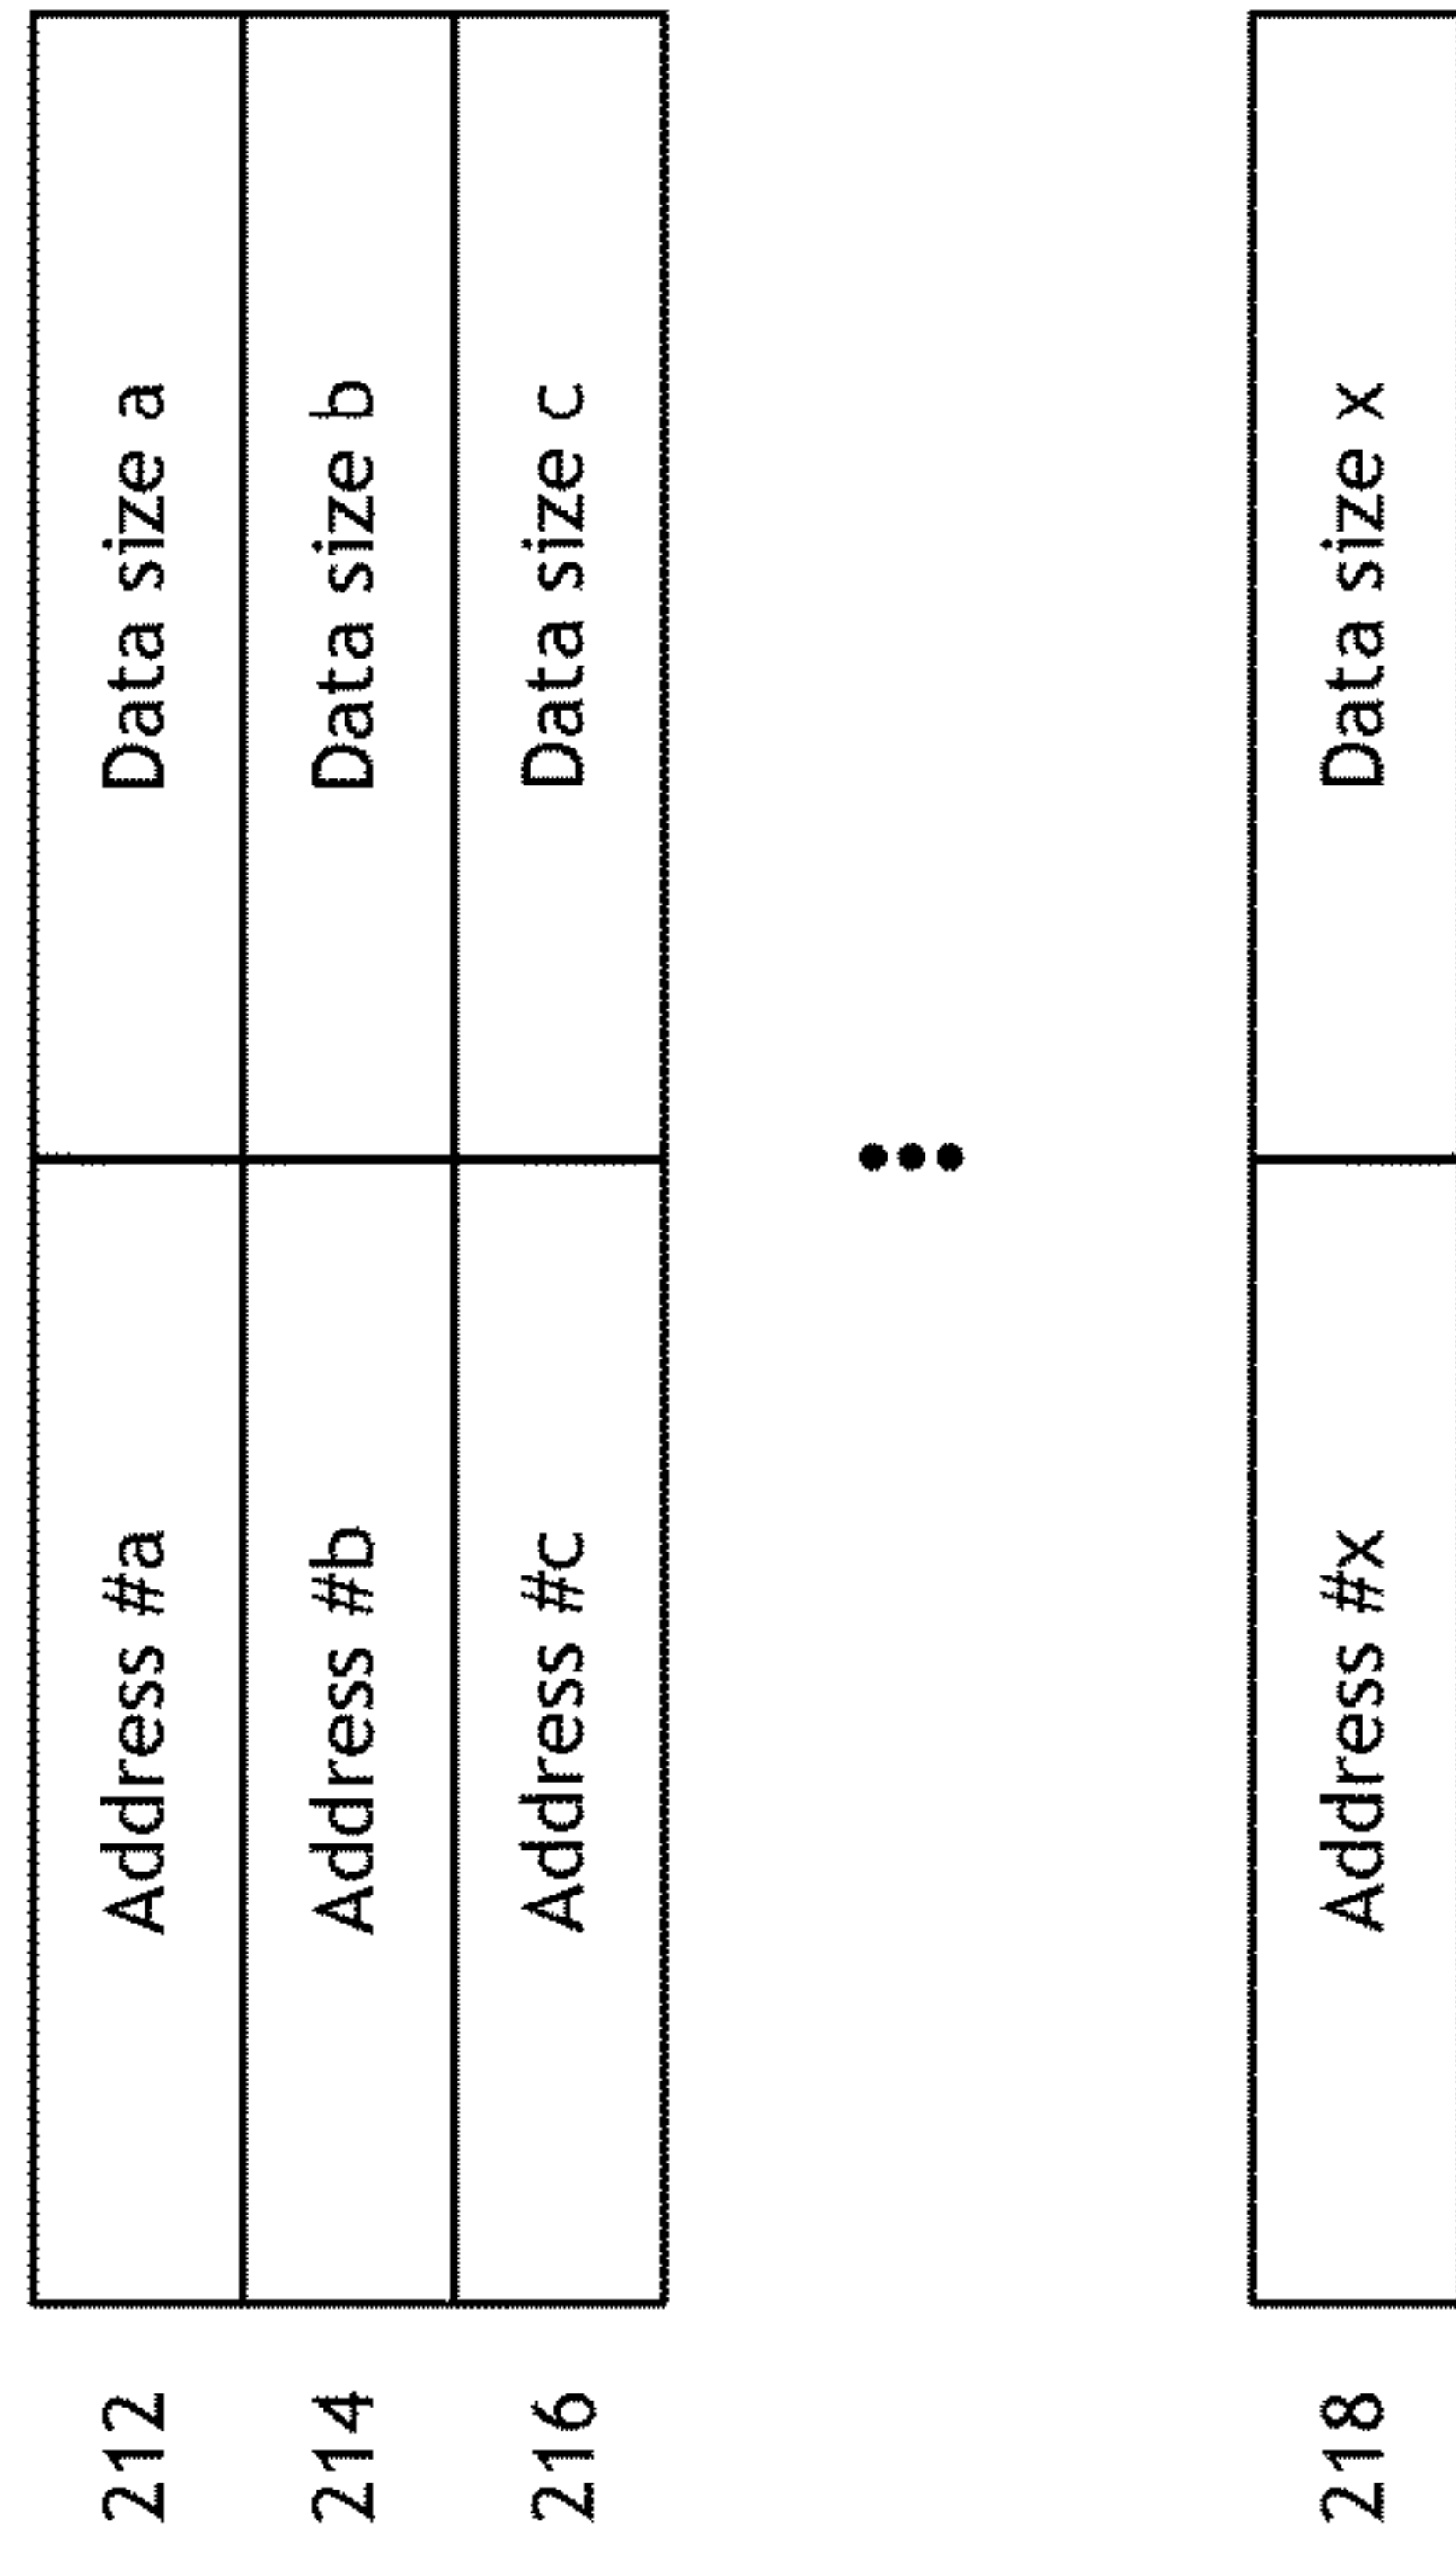 212 Address #a Data size a
214 Address #b Data size b
216 Address #c Data size c
218 Address #x Data size x